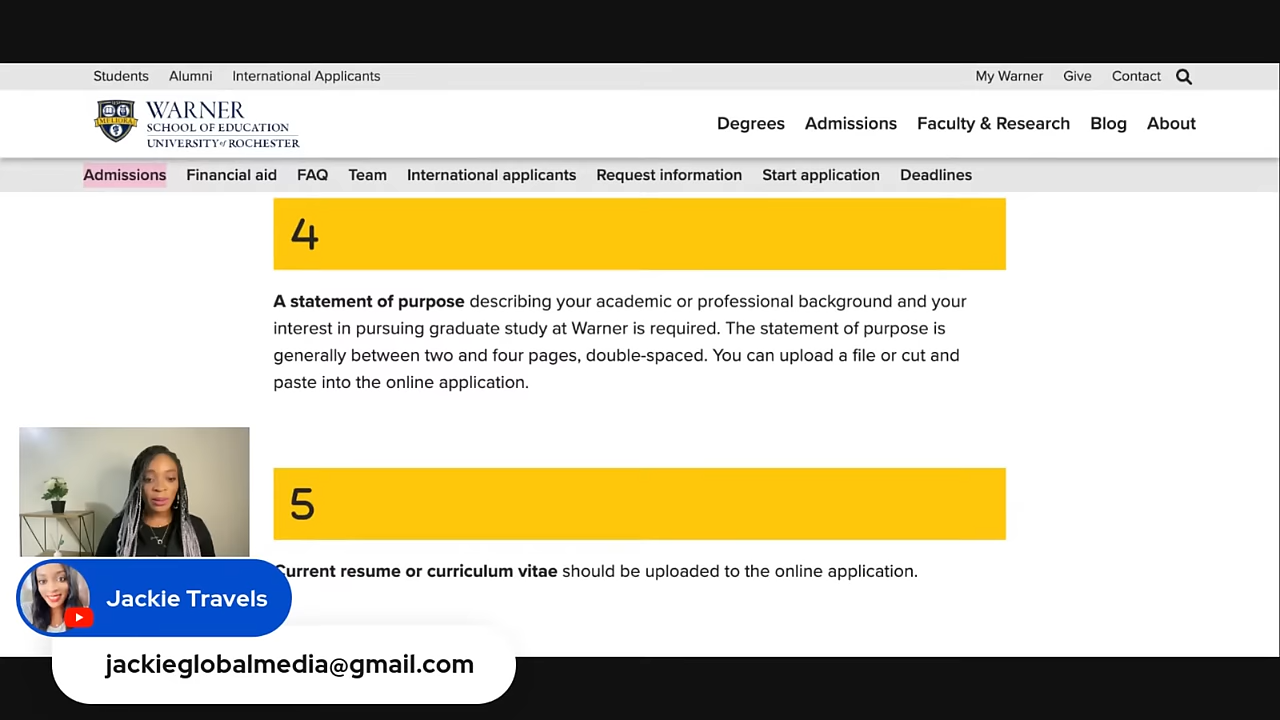 Students Alumni International Applicants My Warner Give Contact
WARNER
SCHOOL OF EDUCATION
UNIVERSITY of ROCHESTER
MELIORA
Degrees Admissions Faculty & Research Blog About
Admissions Financial aid FAQ Team International applicants Request information Start application Deadlines
4
A statement of purpose describing your academic or professional background and your
interest in pursuing graduate study at Warner is required. The statement of purpose is
generally between two and four pages, double-spaced. You can upload a file or cut and
paste into the online application.
5
Current resume or curriculum vitae should be uploaded to the online application.
Jackie Travels
jackieglobalmedia@gmail.com